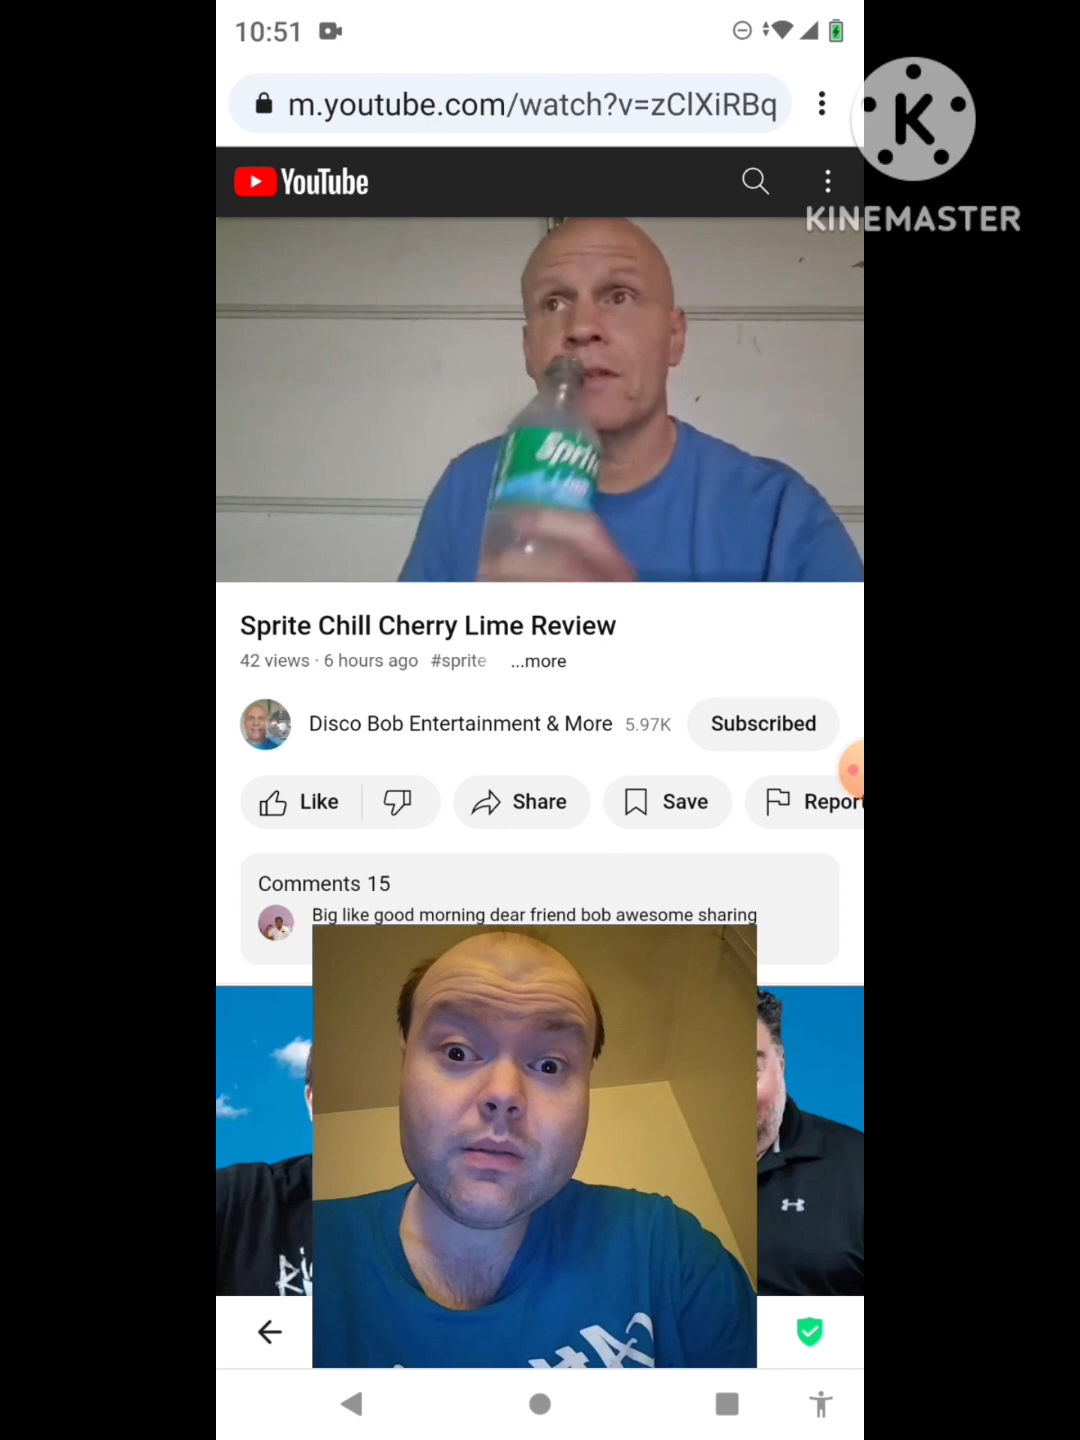 10:51
m.youtube.com/watch?v=zClXiRBq
K
KINEMASTER
YouTube
Sprite
Sprite Chill Cherry Lime Review
42 views · 6 hours ago #sprite ...more
Disco Bob Entertainment & More 5.97K Subscribed
Like Share Save Report
Comments 15
Big like good morning dear friend bob awesome sharing